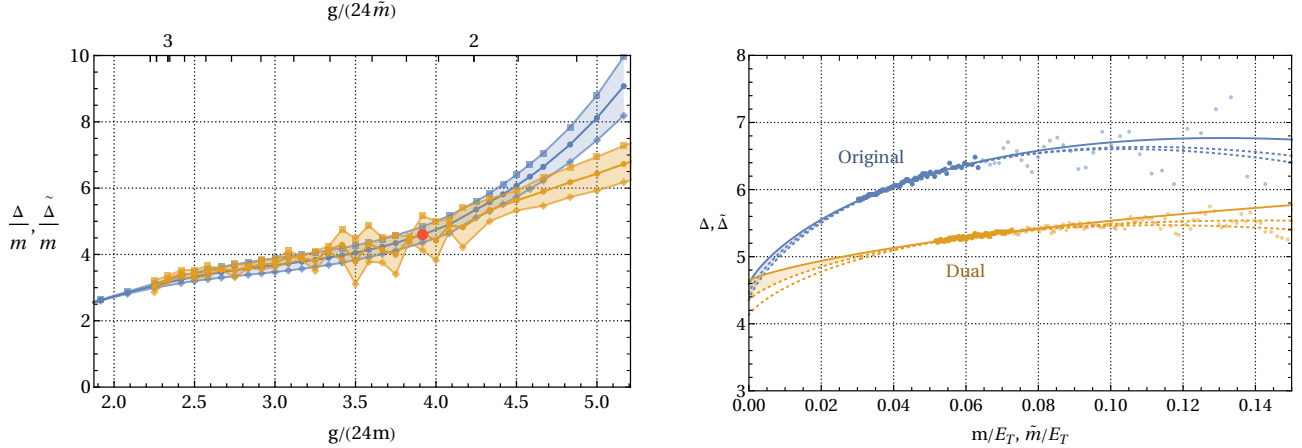 g/(24m̃)
3 2
10
8
6
4
2
0
Δ/m, Δ̃/m̃
2.0 2.5 3.0 3.5 4.0 4.5 5.0
g/(24m)
8
7
6
5
4
3
Δ, Δ̃
Original
Dual
0.00 0.02 0.04 0.06 0.08 0.10 0.12 0.14
m/E_T, m̃/E_T